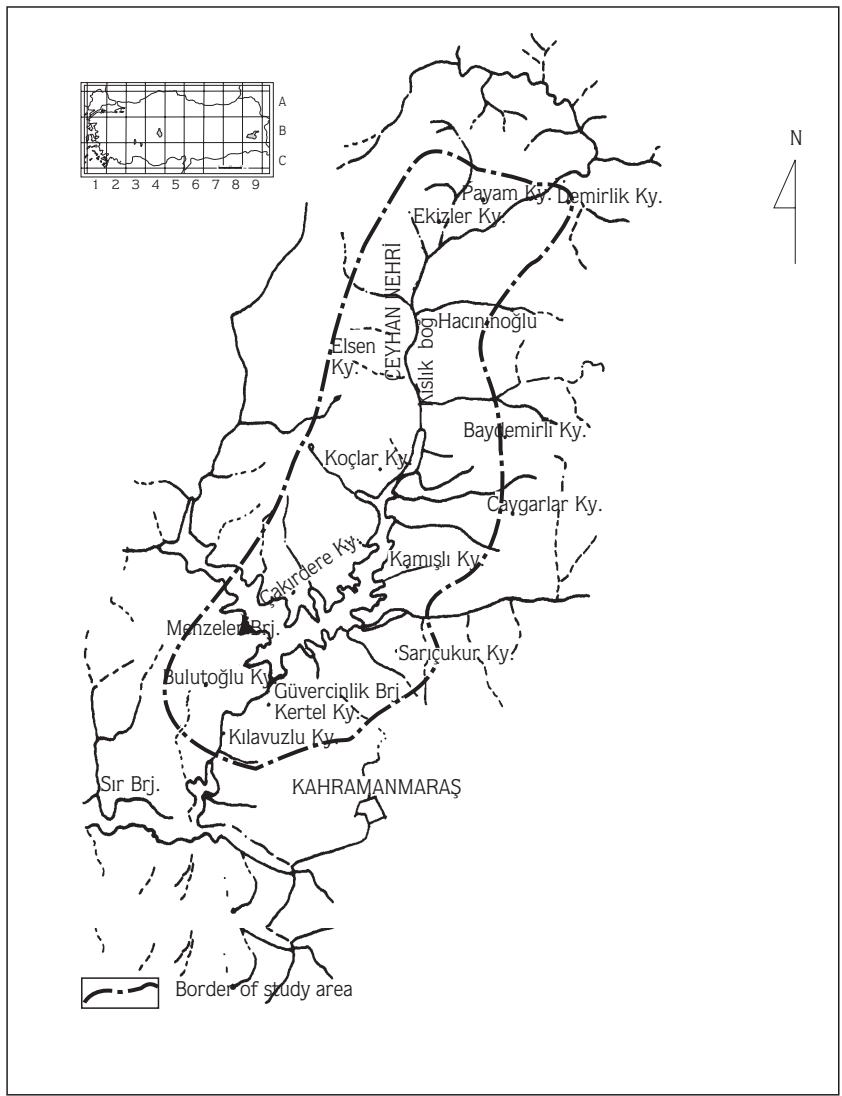 A
B
C
1 2 3 4 5 6 7 8 9
N
Payam Ky.
Demirlik Ky.
Ekizler Ky.
CEYHAN NEHRİ
Kıslık boğ
Hacınınoğlu
Elsen
Ky.
Baydemirli Ky.
Koçlar Ky.
Caygarlar Ky.
Çakırdere Ky.
Kamışlı Ky.
Menzeler Brj.
Sarıçukur Ky.
Bulutoğlu Ky.
Güvercinlik Brj.
Kertel Ky.
Kılavuzlu Ky.
Sır Brj.
KAHRAMANMARAŞ
Border of study area